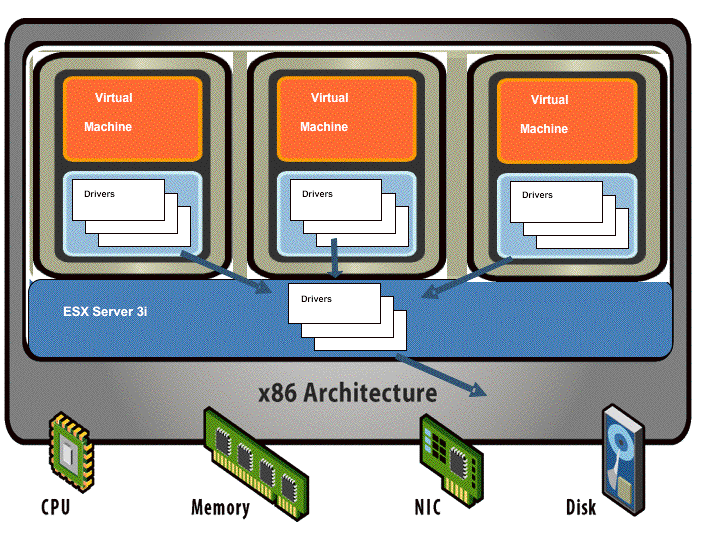 Virtual
Machine
Drivers
Virtual
Machine
Drivers
Virtual
Machine
Drivers
ESX Server 3i
Drivers
x86 Architecture
CPU
Memory
NIC
Disk